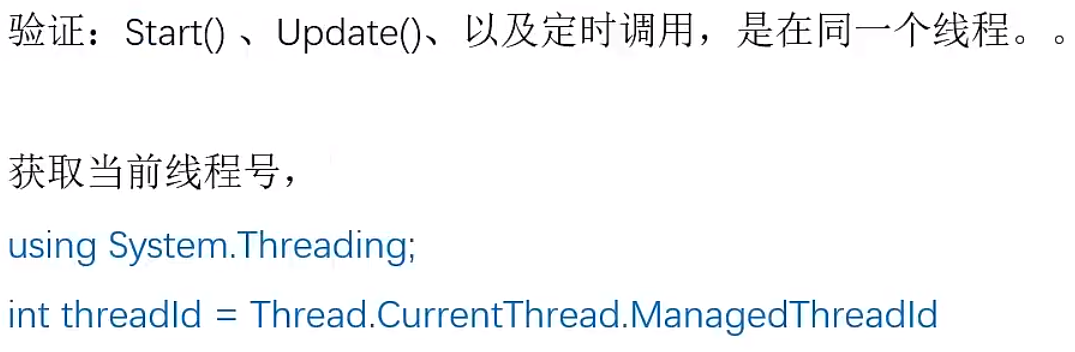 验证：Start() 、Update()、以及定时调用，是在同一个线程。。
获取当前线程号，
using System.Threading;
int threadId = Thread.CurrentThread.ManagedThreadId